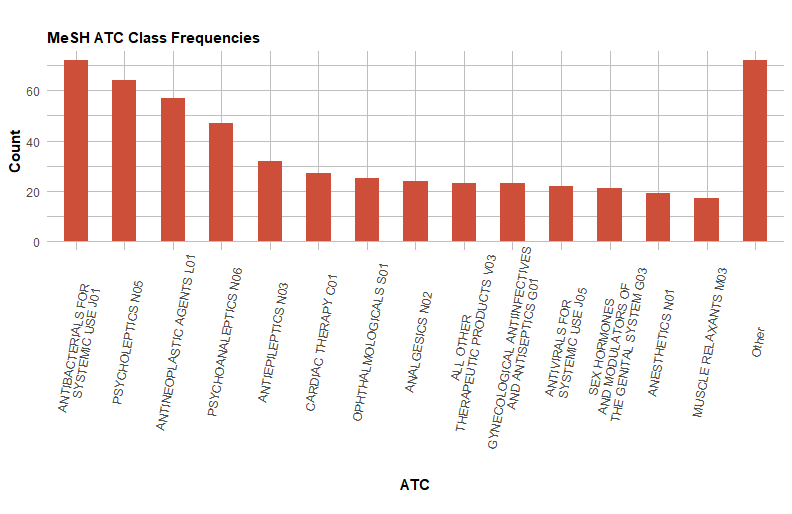 MeSH ATC Class Frequencies
Count
60
40
20
0
ANTIBACTERIALS FOR
SYSTEMIC USE J01
PSYCHOLEPTICS N05
ANTINEOPLASTIC AGENTS L01
PSYCHOANALEPTICS N06
ANTIEPILEPTICS N03
CARDIAC THERAPY C01
OPHTHALMOLOGICALS S01
ANALGESICS N02
ALL OTHER
THERAPEUTIC PRODUCTS V03
GYNECOLOGICAL ANTIINFECTIVES
AND ANTISEPTICS G01
ANTIVIRALS FOR
SYSTEMIC USE J05
SEX HORMONES
AND MODULATORS OF
THE GENITAL SYSTEM G03
ANESTHETICS N01
MUSCLE RELAXANTS M03
Other
ATC